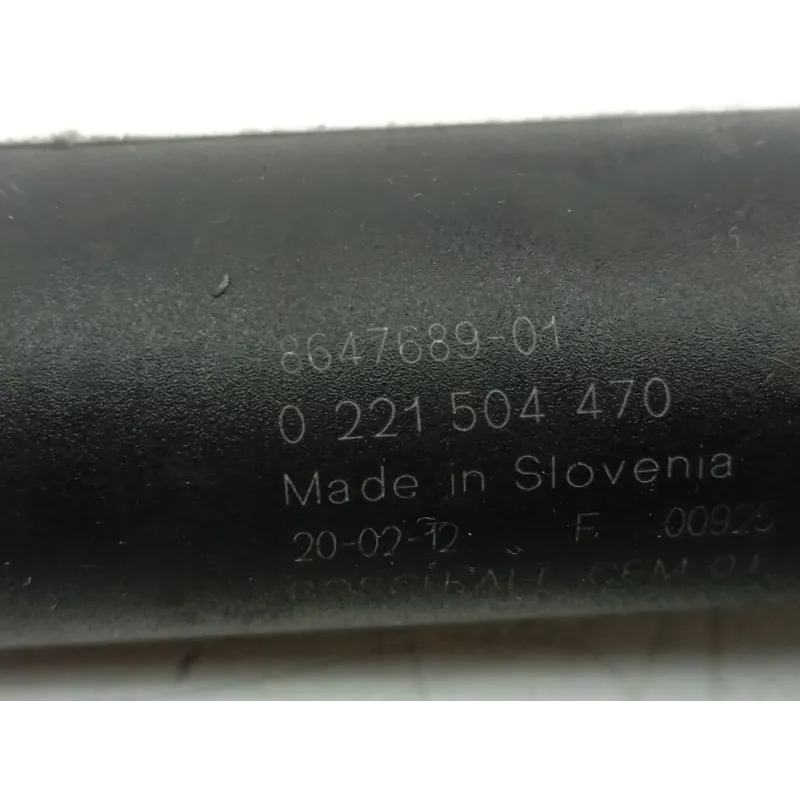 8647689-01
0 221 504 470
Made in Slovenia
20-02-12 F 00925